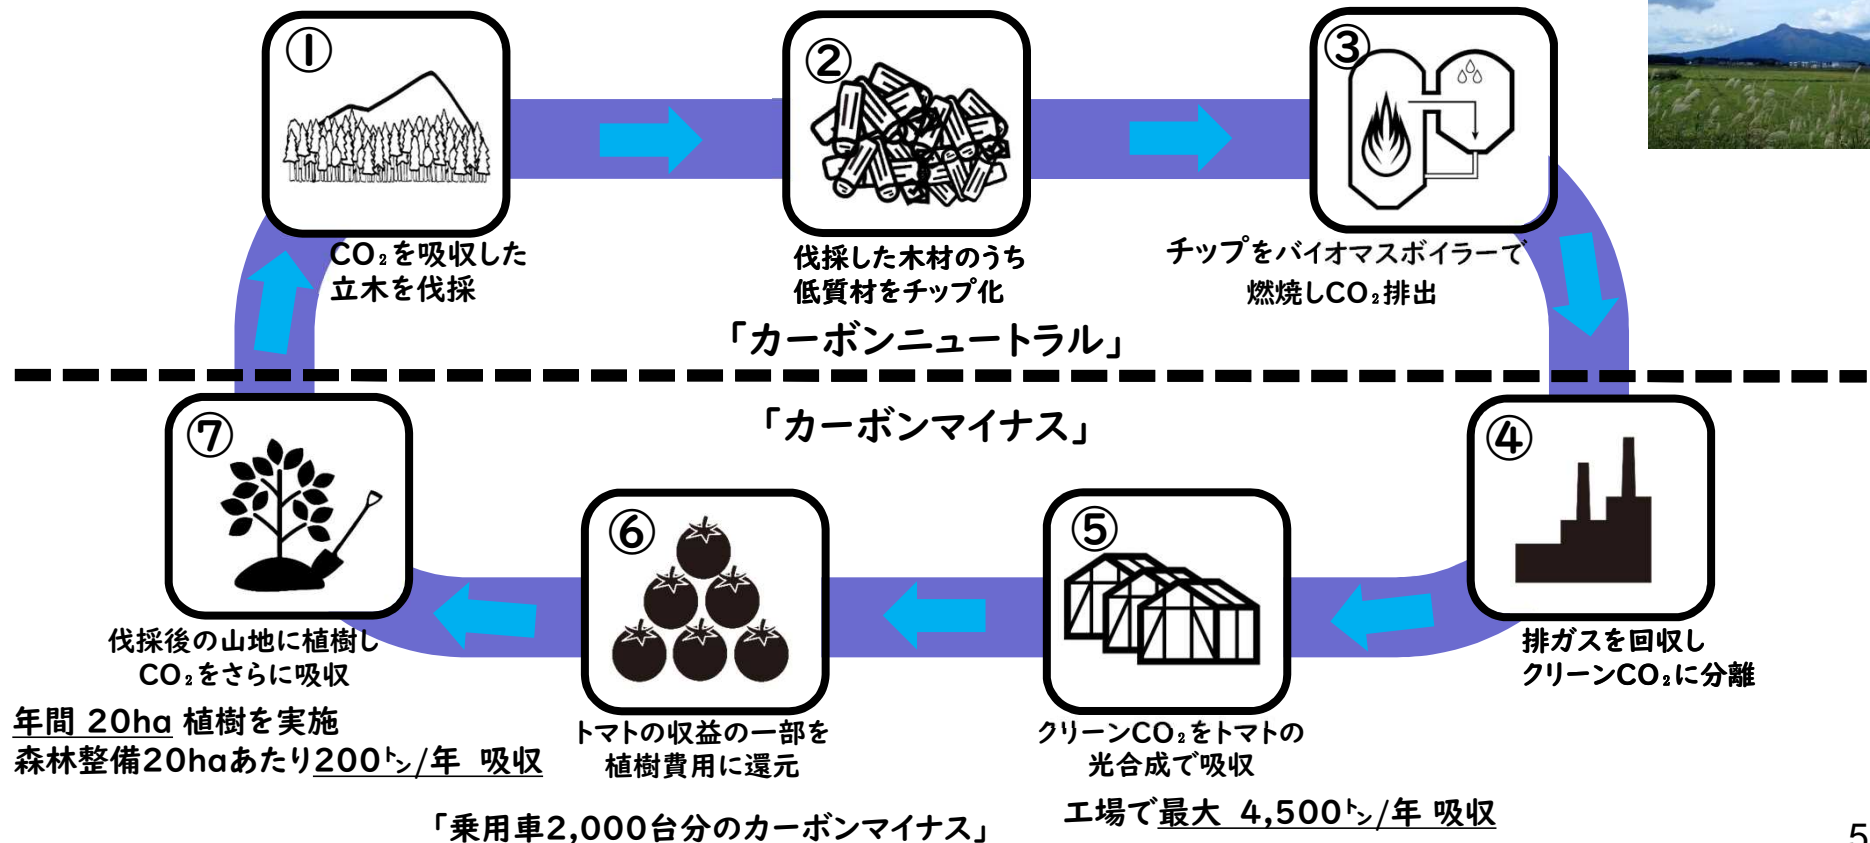 ①
CO₂を吸収した
立木を伐採
②
伐採した木材のうち
低質材をチップ化
③
チップをバイオマスボイラーで
燃焼しCO₂排出
「カーボンニュートラル」
「カーボンマイナス」
④
排ガスを回収し
クリーンCO₂に分離
⑤
クリーンCO₂をトマトの
光合成で吸収
工場で最大 4,500㌧/年 吸収
⑥
トマトの収益の一部を
植樹費用に還元
⑦
伐採後の山地に植樹し
CO₂をさらに吸収
年間 20ha 植樹を実施
森林整備20haあたり200㌧/年 吸収
「乗用車2,000台分のカーボンマイナス」
5